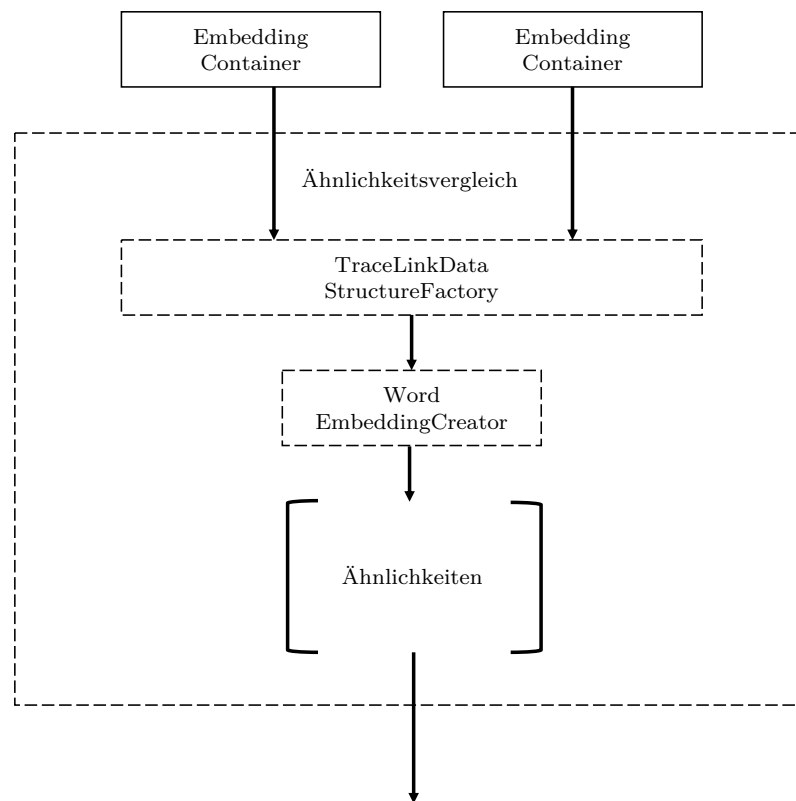 Embedding
Container
Embedding
Container
Ähnlichkeitsvergleich
TraceLinkData
StructureFactory
Word
EmbeddingCreator
Ähnlichkeiten